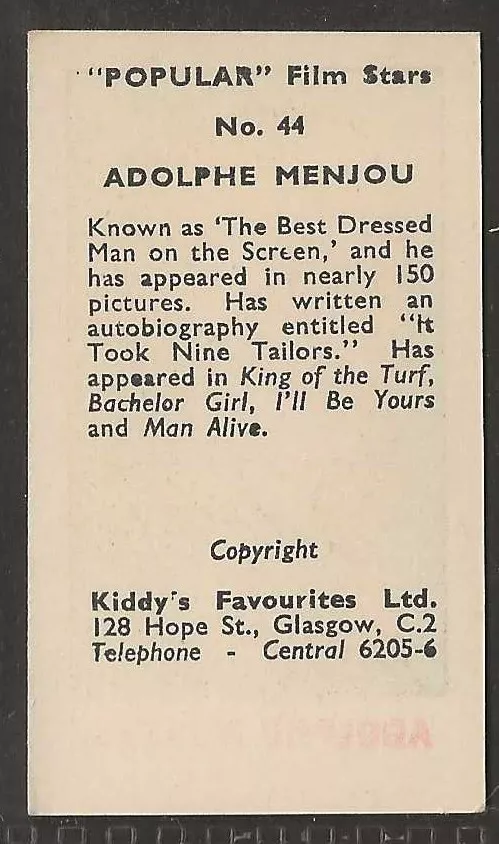 "POPULAR" Film Stars
No. 44
ADOLPHE MENJOU
Known as 'The Best Dressed
Man on the Screen,' and he
has appeared in nearly 150
pictures. Has written an
autobiography entitled "It
Took Nine Tailors." Has
appeared in King of the Turf,
Bachelor Girl, I'll Be Yours
and Man Alive.
Copyright
Kiddy's Favourites Ltd.
128 Hope St., Glasgow, C.2
Telephone - Central 6205-6